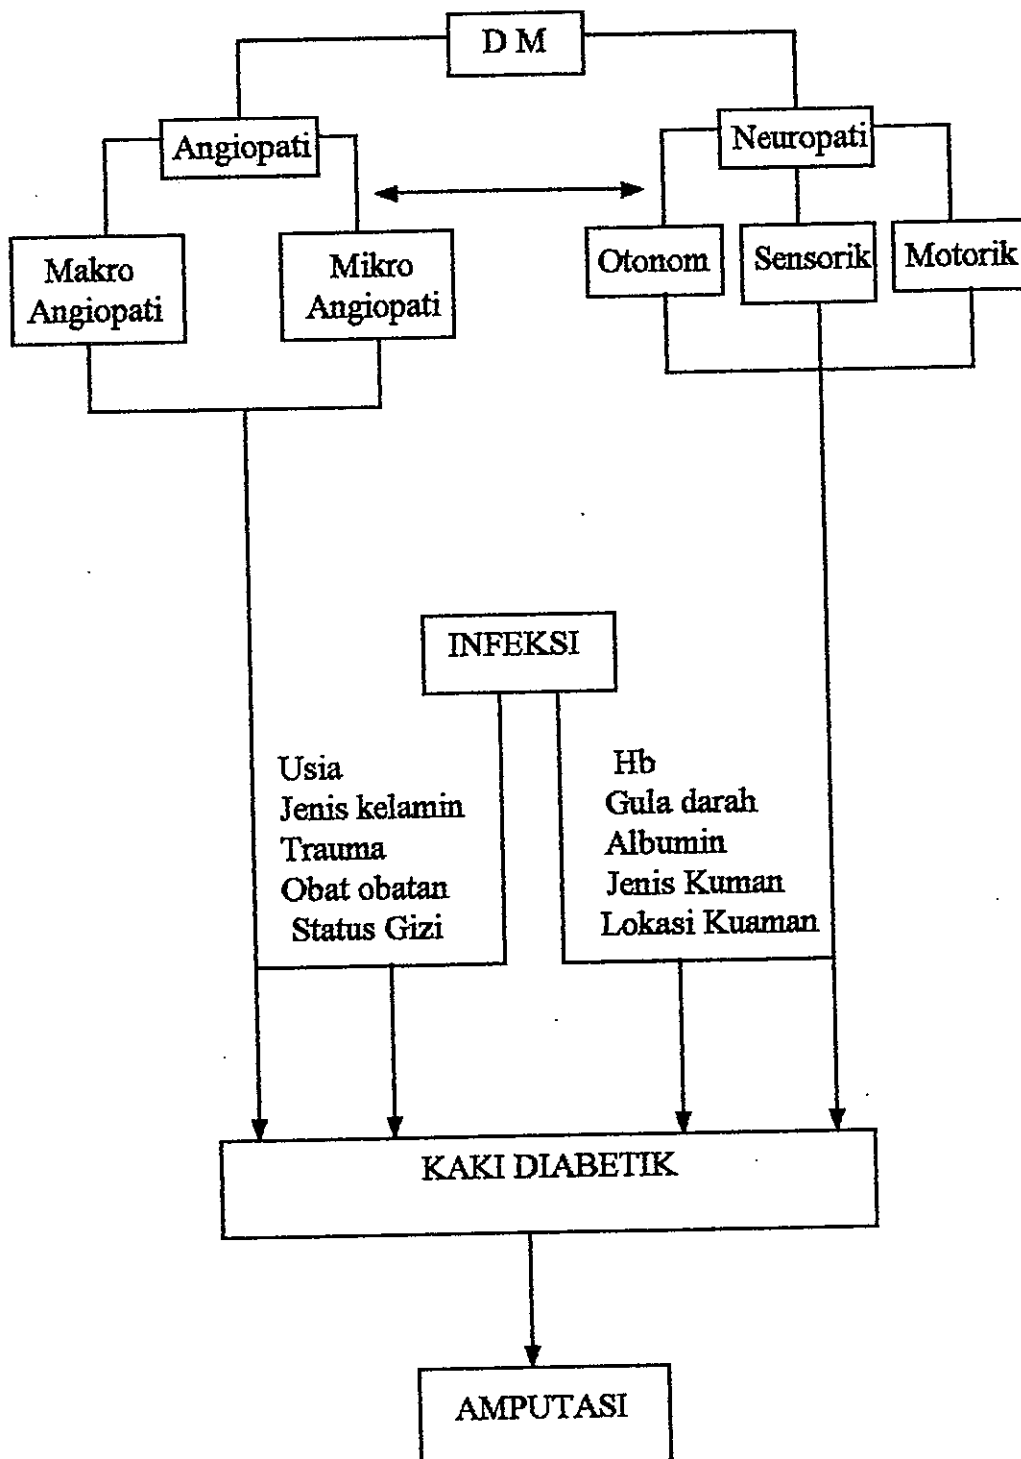 D M
Angiopati
Neuropati
Makro
Angiopati
Mikro
Angiopati
Otonom
Sensorik
Motorik
INFEKSI
Usia
Jenis kelamin
Trauma
Obat obatan
Status Gizi
Hb
Gula darah
Albumin
Jenis Kuman
Lokasi Kuaman
KAKI DIABETIK
AMPUTASI